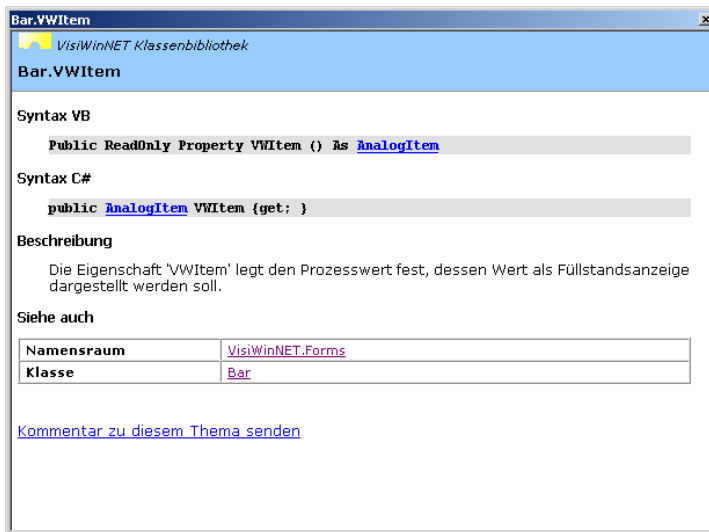 Bar.VWItem
VisiWinNET Klassenbibliothek
Bar.VWItem
Syntax VB
Public ReadOnly Property VWItem () As AnalogItem
Syntax C#
public AnalogItem VWItem {get; }
Beschreibung
Die Eigenschaft 'VWItem' legt den Prozesswert fest, dessen Wert als Füllstandsanzeige
dargestellt werden soll.
Siehe auch
Namensraum VisiWinNET.Forms
Klasse Bar
Kommentar zu diesem Thema senden